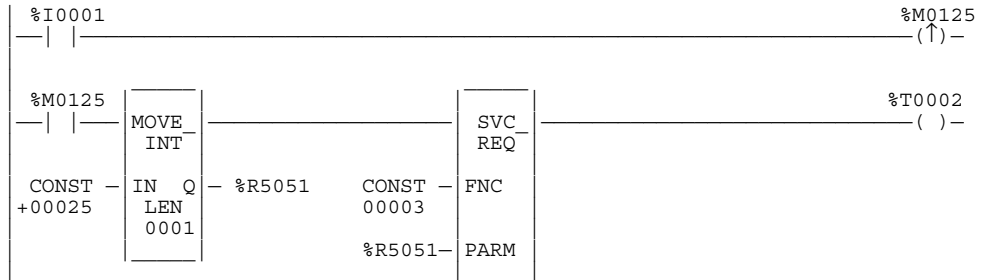 %I0001 %M0125
(↑)
%M0125 %T0002
MOVE_ SVC_ ( )
INT REQ
CONST IN Q %R5051 CONST FNC
+00025 LEN 00003
0001
%R5051 PARM